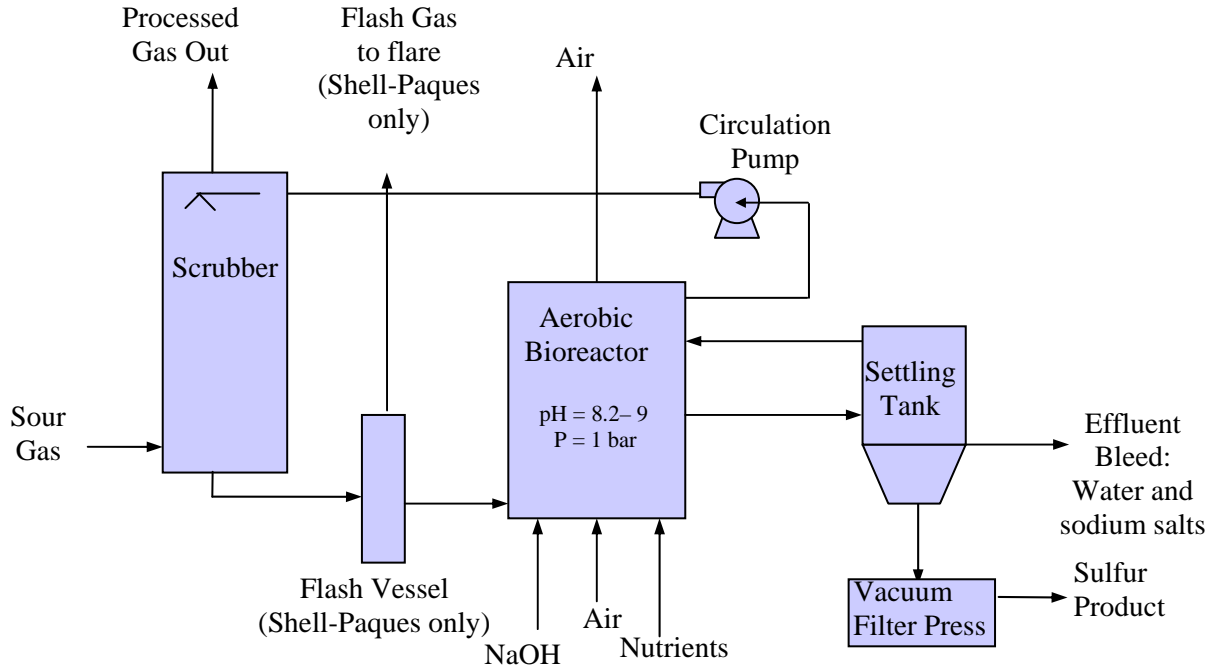 Processed
Gas Out
Flash Gas
to flare
(Shell-Paques
only)
Air
Circulation
Pump
Scrubber
Aerobic
Bioreactor
pH = 8.2– 9
P = 1 bar
Settling
Tank
Sour
Gas
Effluent
Bleed:
Water and
sodium salts
Flash Vessel
(Shell-Paques only)
NaOH
Air
Nutrients
Vacuum
Filter Press
Sulfur
Product